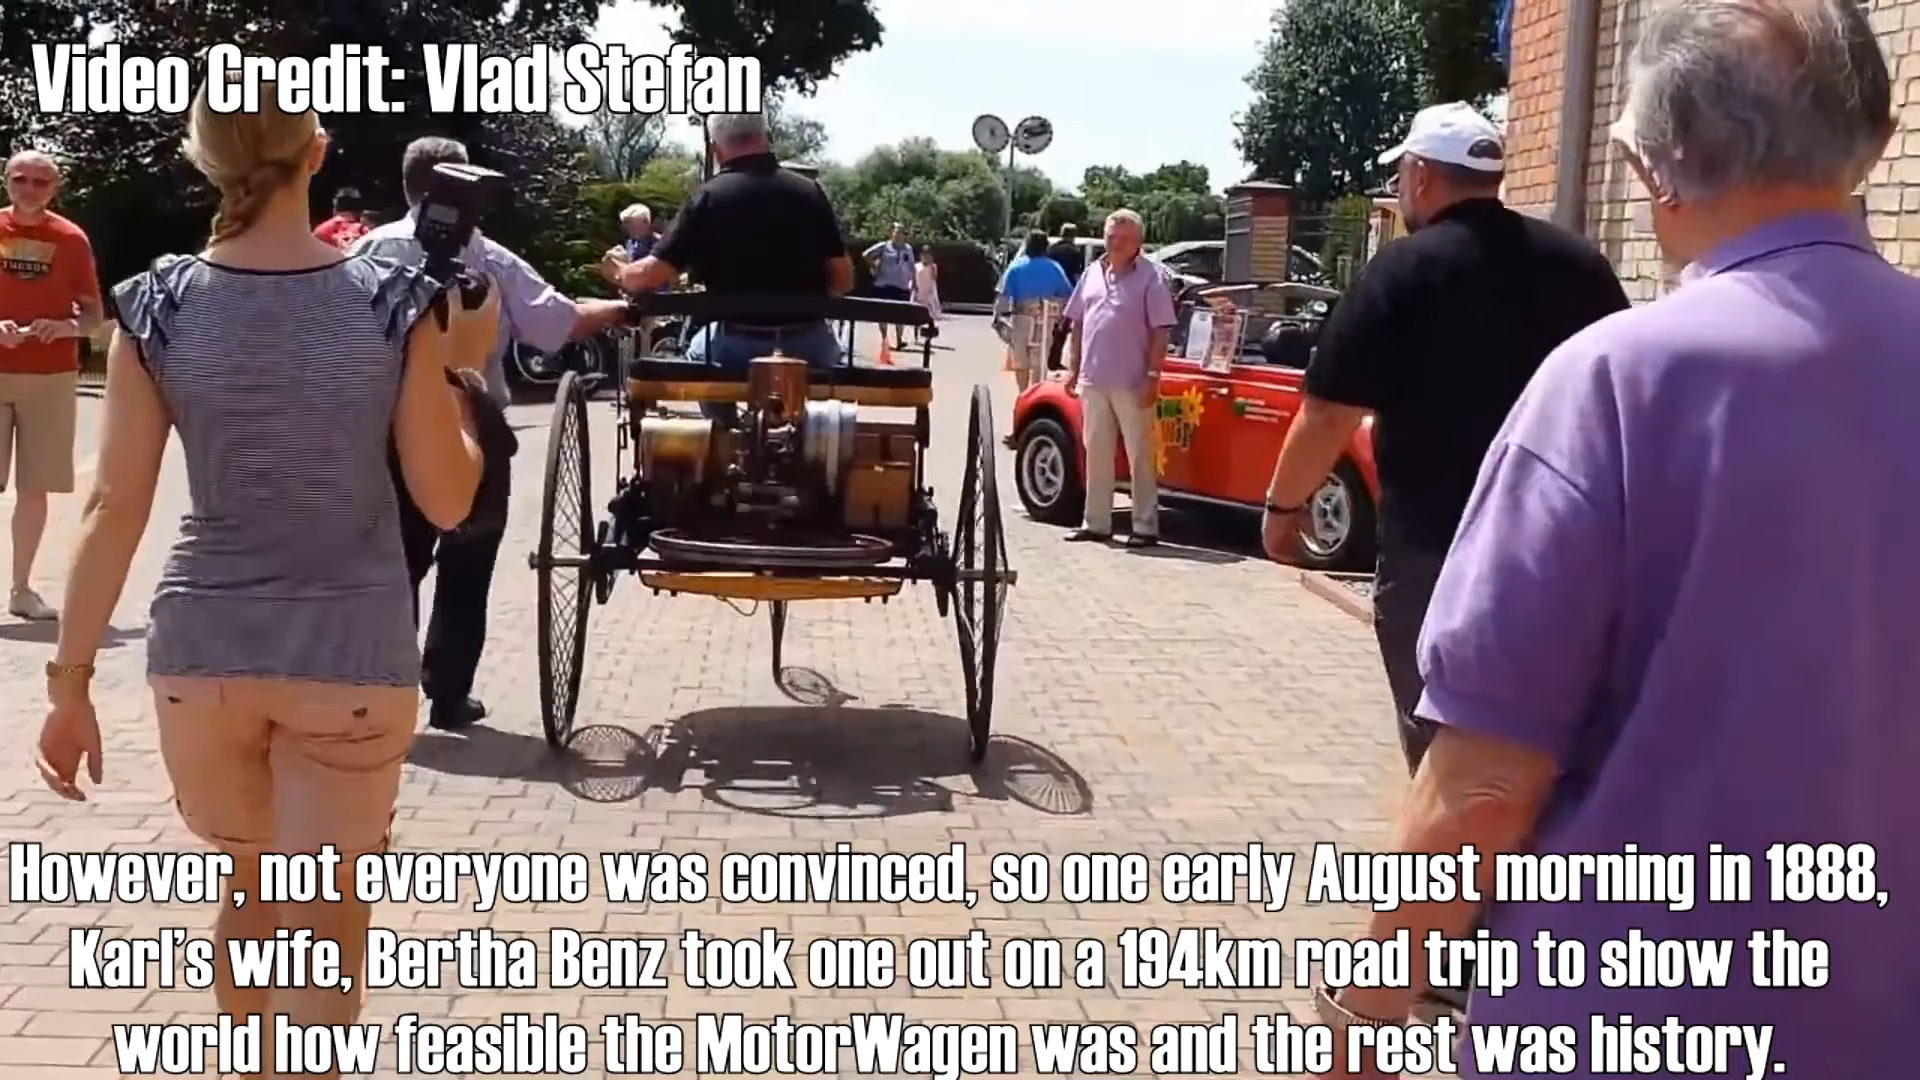 Video Credit: Vlad Stefan
TUCSON
However, not everyone was convinced, so one early August morning in 1888,
Karl's wife, Bertha Benz took one out on a 194km road trip to show the
world how feasible the MotorWagen was and the rest was history.